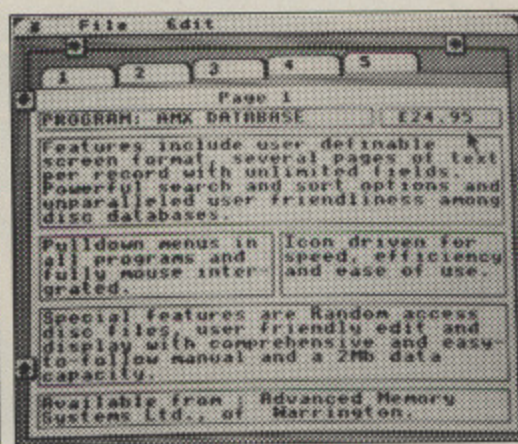 File Edit
1 2 3 4 5
Page 1
PROGRAM: AMX DATABASE £24.95
Features include user definable
screen format, several pages of text
per record with unlimited fields.
Powerful search and sort options and
unparalleled user friendliness among
disc databases.
Pulldown menus in
all programs and
fully mouse inter-
grated.
Icon driven for
speed, efficiency
and ease of use.
Special features are Random access
disc files, user friendly edit and
display with comprehensive and easy-
to-follow manual and a 2Mb data
capacity.
Available from : Advanced Memory
Systems Ltd., of Warrington.